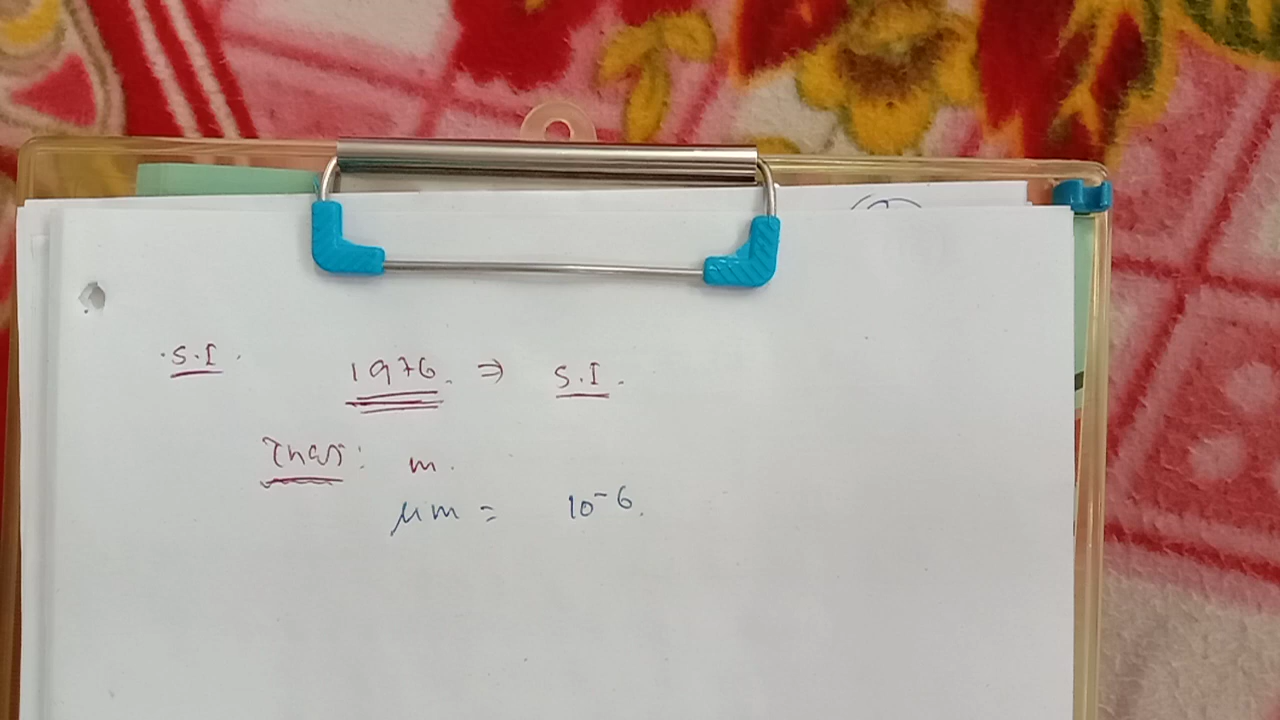 S.I.
1976. ⇒ S.I.
m.
μm = 10⁻⁶.